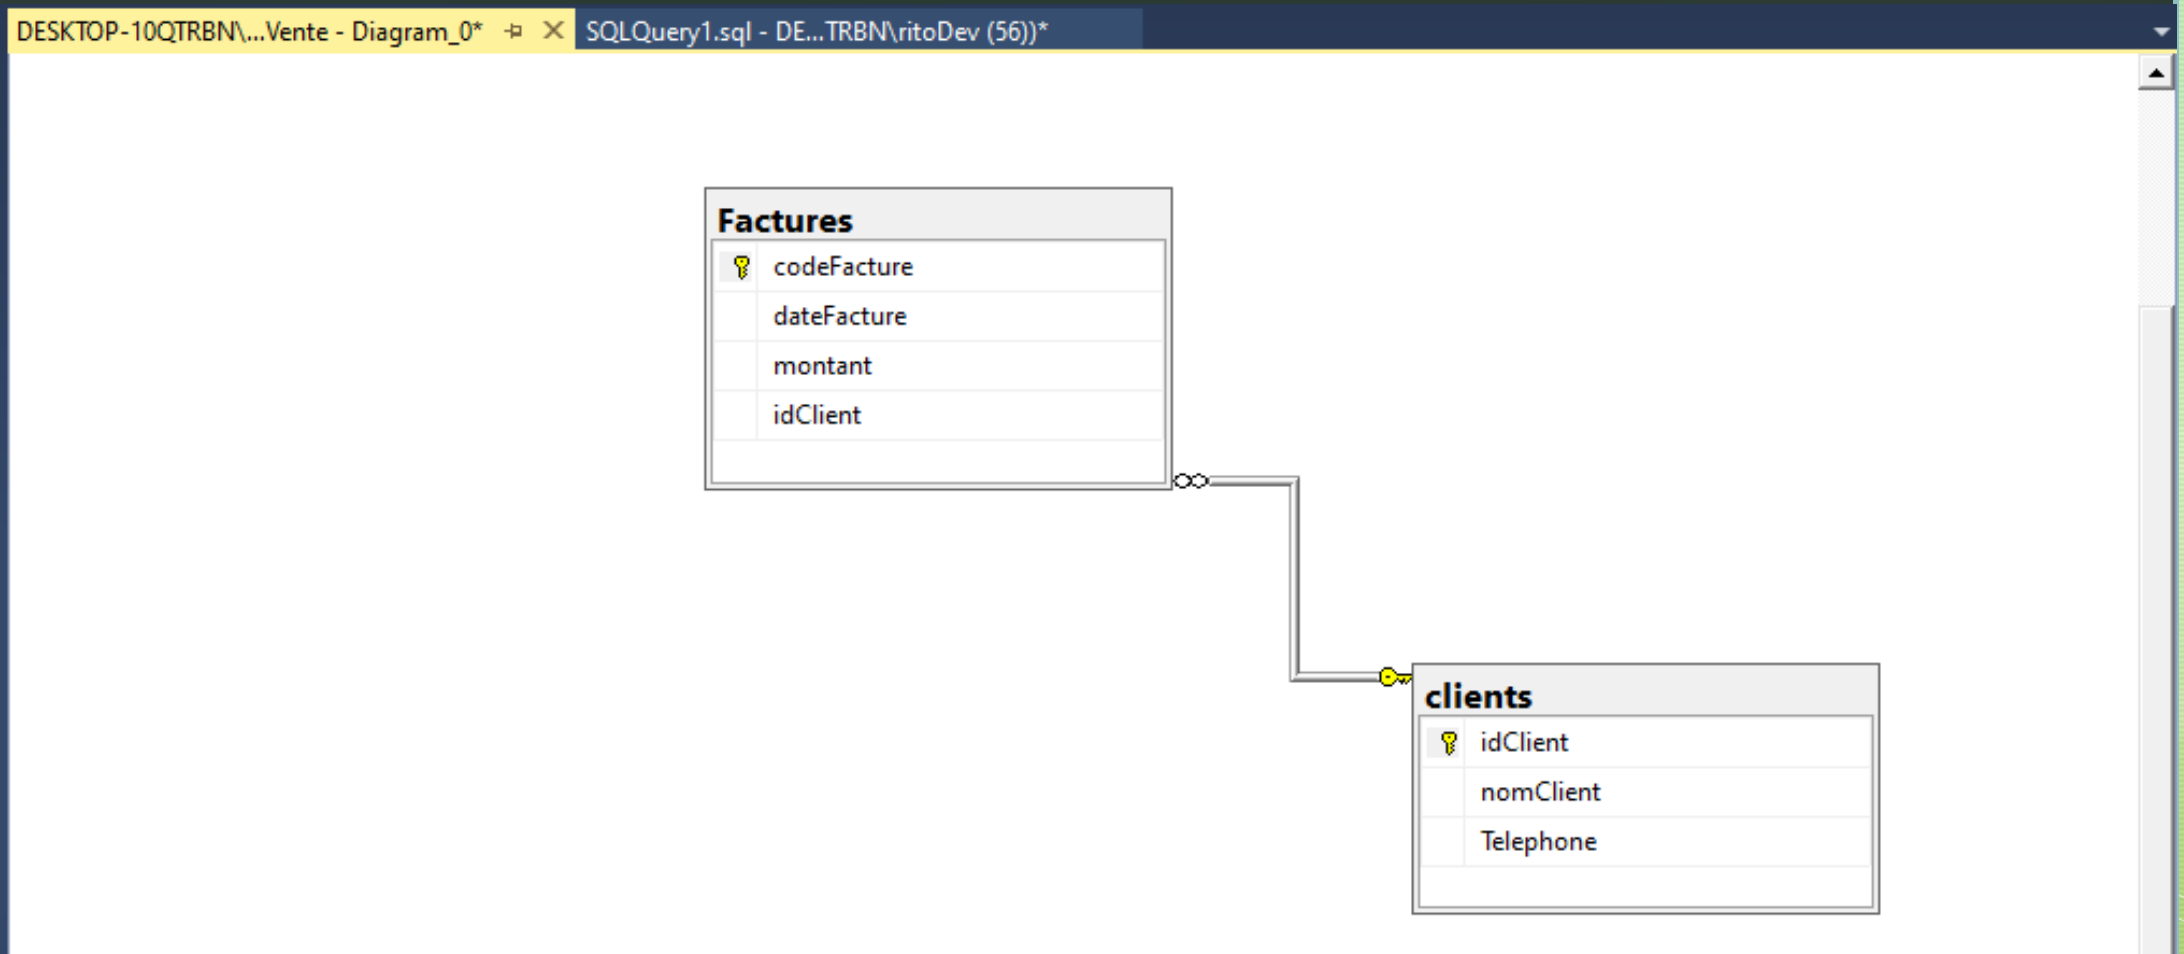 DESKTOP-10QTRBN\...Vente - Diagram_0*
SQLQuery1.sql - DE...TRBN\ritoDev (56))*
Factures
codeFacture
dateFacture
montant
idClient
clients
idClient
nomClient
Telephone